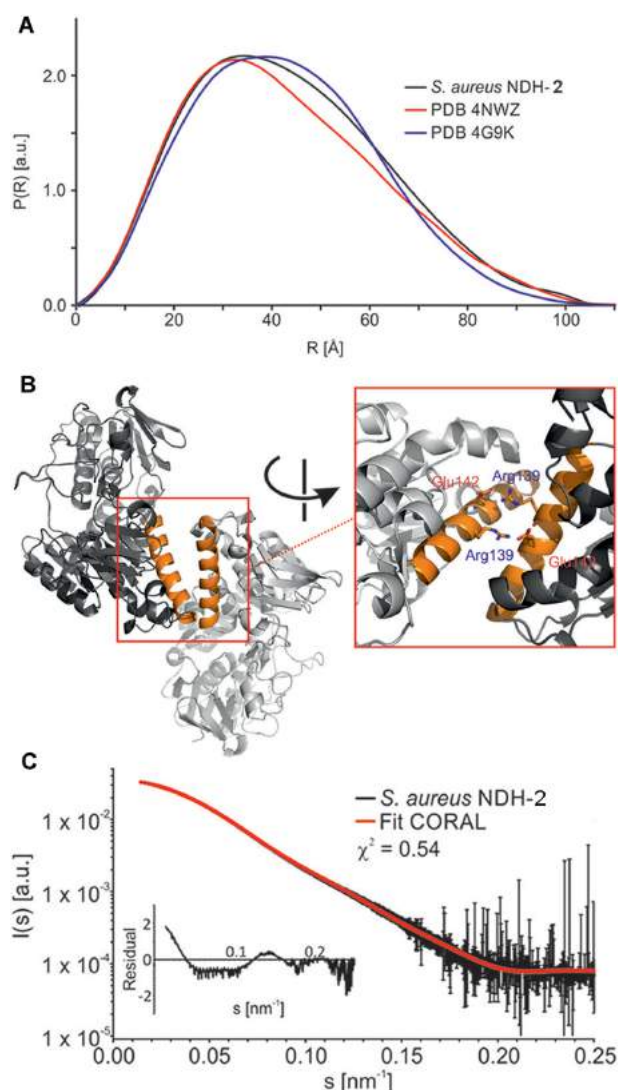 A
2.0
1.0
0.0
P(R) [a.u.]
0
20
40
60
80
100
R [Å]
S. aureus NDH-2
PDB 4NWZ
PDB 4G9K
B
Glu142
Arg139
Arg139
C
1 x 10⁻²
1 x 10⁻³
1 x 10⁻⁴
1 x 10⁻⁵
I(s) [a.u.]
S. aureus NDH-2
Fit CORAL
χ² = 0.54
2
0
-2
Residual
0.1
0.2
s [nm⁻¹]
0.00
0.05
0.10
0.15
0.20
0.25
s [nm⁻¹]